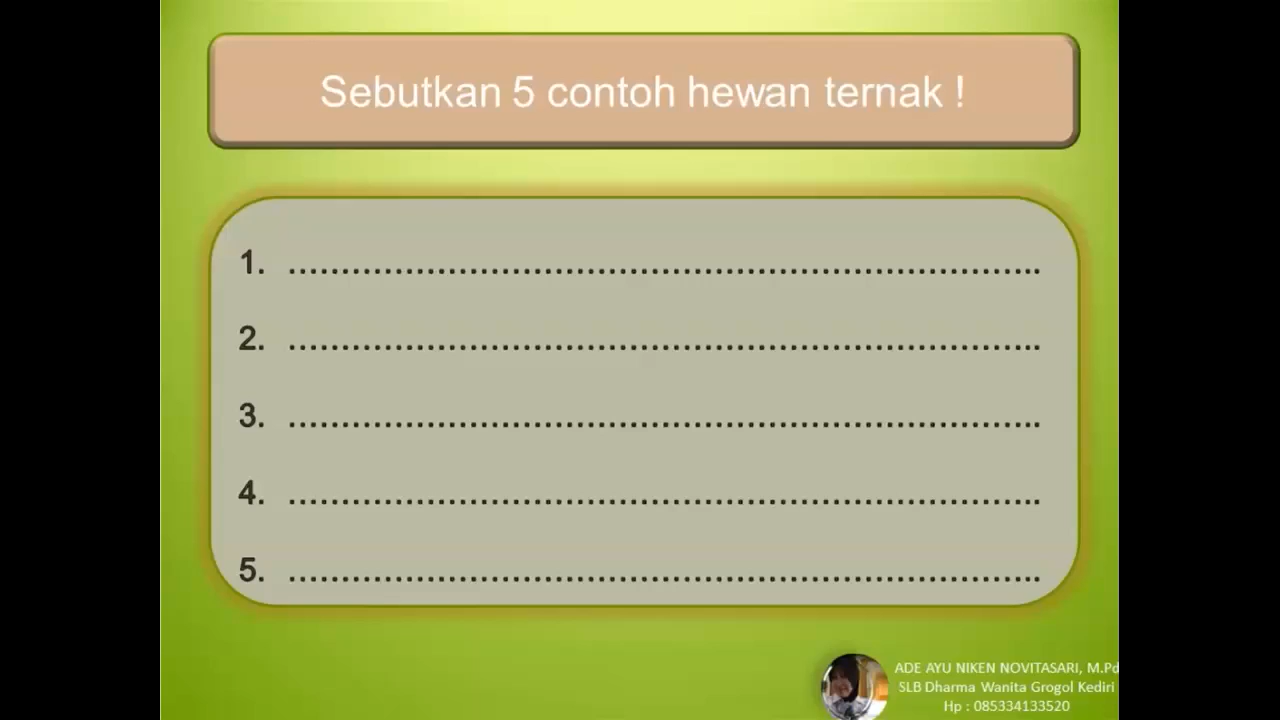 Sebutkan 5 contoh hewan ternak !
1. ........................................................................
2. ........................................................................
3. ........................................................................
4. ........................................................................
5. ........................................................................
ADE AYU NIKEN NOVITASARI, M.Pd
SLB Dharma Wanita Grogol Kediri
Hp : 085334133520